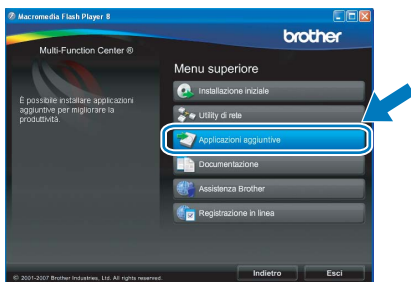 Macromedia Flash Player 8
brother
Multi-Function Center ®
Menu superiore
È possibile installare applicazioni
aggiuntive per migliorare la
produttività.
Installazione iniziale
Utility di rete
Applicazioni aggiuntive
Documentazione
Assistenza Brother
Registrazione in linea
© 2001-2007 Brother Industries, Ltd. All rights reserved.
Indietro
Esci